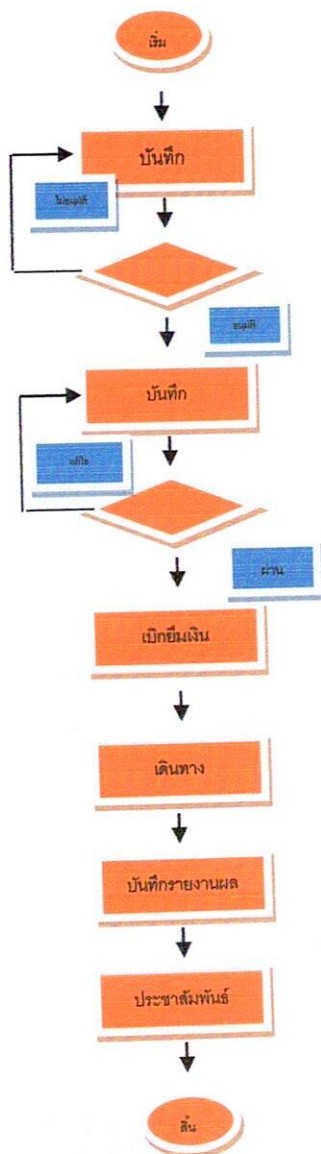 เริ่ม
บันทึก
ไม่อนุมัติ
อนุมัติ
บันทึก
แก้ไข
ผ่าน
เบิกยืมเงิน
เดินทาง
บันทึกรายงานผล
ประชาสัมพันธ์
สิ้น